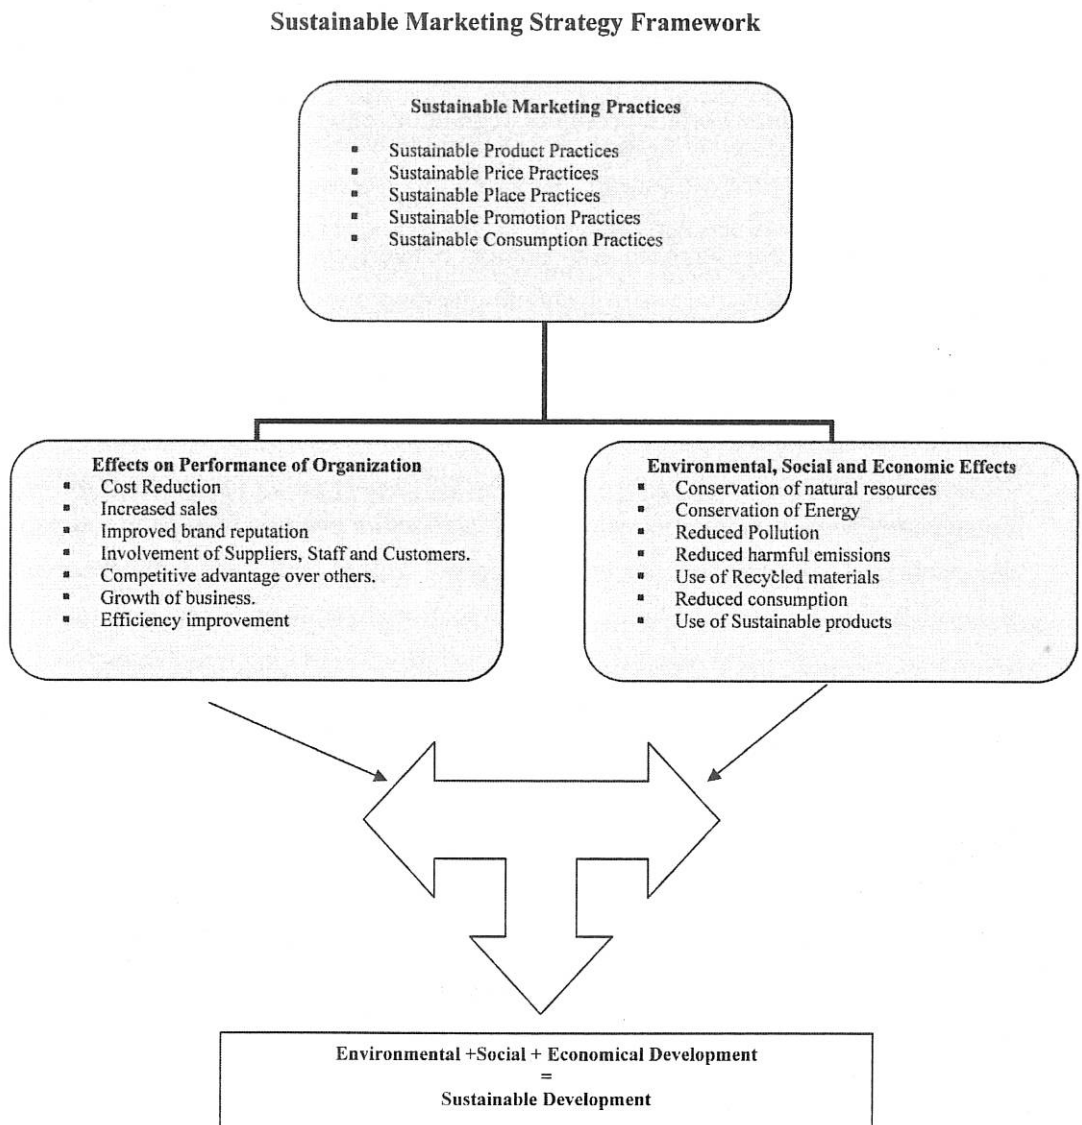 Sustainable Marketing Strategy Framework
Sustainable Marketing Practices
▪ Sustainable Product Practices
▪ Sustainable Price Practices
▪ Sustainable Place Practices
▪ Sustainable Promotion Practices
▪ Sustainable Consumption Practices
Effects on Performance of Organization
▪ Cost Reduction
▪ Increased sales
▪ Improved brand reputation
▪ Involvement of Suppliers, Staff and Customers.
▪ Competitive advantage over others.
▪ Growth of business.
▪ Efficiency improvement
Environmental, Social and Economic Effects
▪ Conservation of natural resources
▪ Conservation of Energy
▪ Reduced Pollution
▪ Reduced harmful emissions
▪ Use of Recycled materials
▪ Reduced consumption
▪ Use of Sustainable products
Environmental +Social + Economical Development
=
Sustainable Development